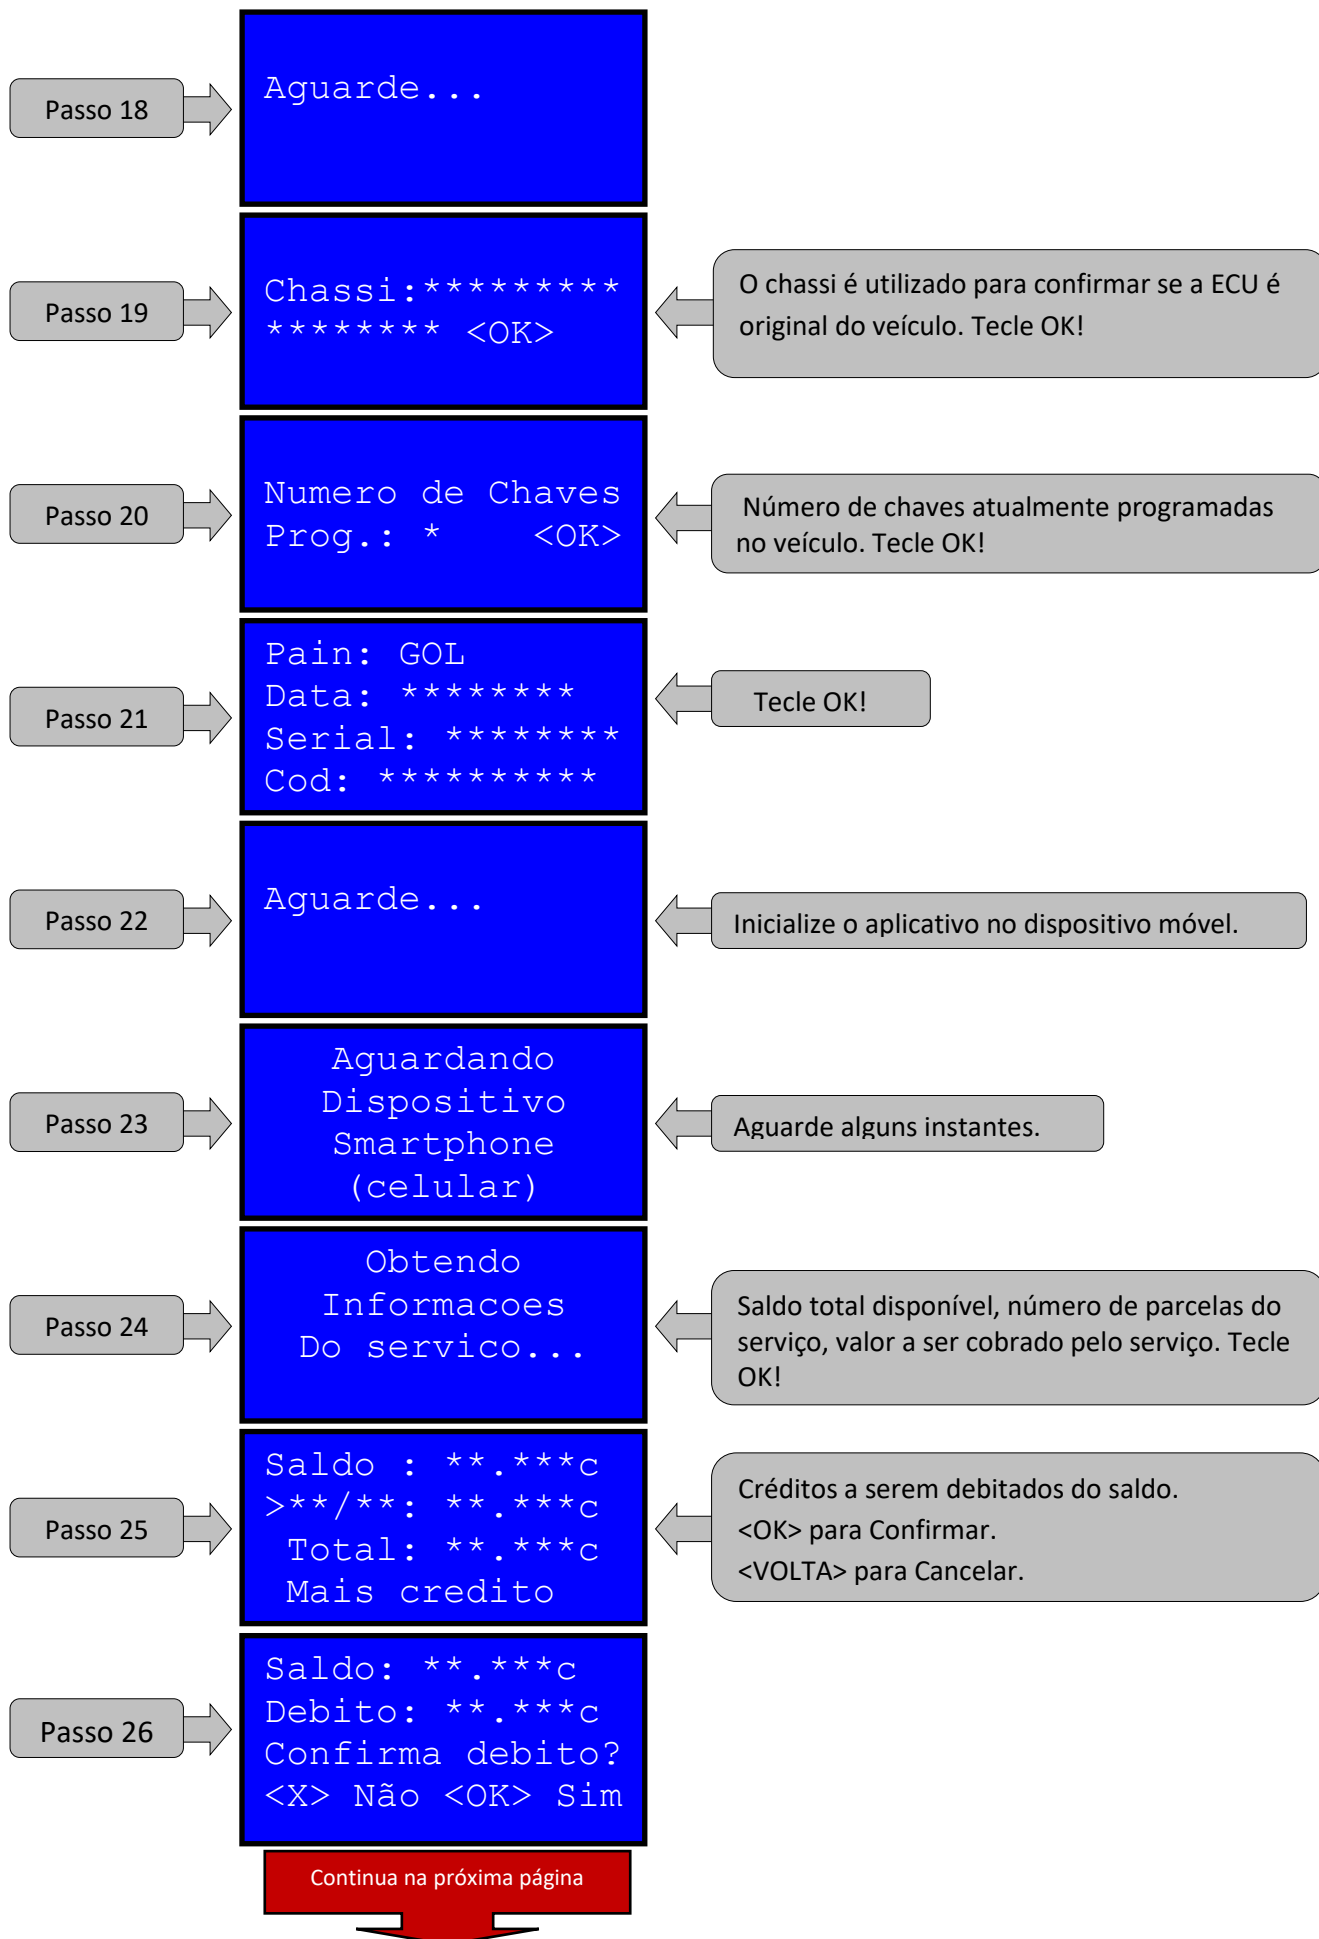 Passo 18
Aguarde...
Passo 19
Chassi:*********
******** <OK>
O chassi é utilizado para confirmar se a ECU é
original do veículo. Tecle OK!
Passo 20
Numero de Chaves
Prog.: * <OK>
Número de chaves atualmente programadas
no veículo. Tecle OK!
Passo 21
Pain: GOL
Data: ********
Serial: ********
Cod: **********
Tecle OK!
Passo 22
Aguarde...
Inicialize o aplicativo no dispositivo móvel.
Passo 23
Aguardando
Dispositivo
Smartphone
(celular)
Aguarde alguns instantes.
Passo 24
Obtendo
Informacoes
Do servico...
Saldo total disponível, número de parcelas do
serviço, valor a ser cobrado pelo serviço. Tecle
OK!
Passo 25
Saldo : **.***c
>**/**: **.***c
Total: **.***c
Mais credito
Créditos a serem debitados do saldo.
<OK> para Confirmar.
<VOLTA> para Cancelar.
Passo 26
Saldo: **.***c
Debito: **.***c
Confirma debito?
<X> Não <OK> Sim
Continua na próxima página